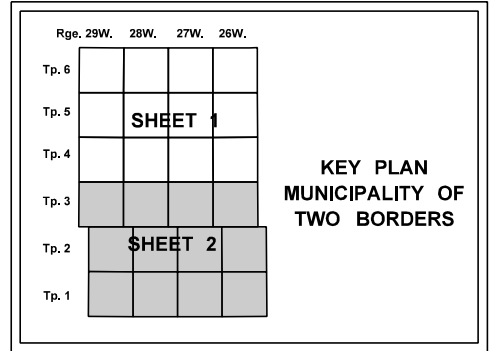 Rge. 29W. 28W. 27W. 26W.
Tp. 6
Tp. 5
SHEET 1
Tp. 4
KEY PLAN
MUNICIPALITY OF
TWO BORDERS
Tp. 3
Tp. 2
SHEET 2
Tp. 1